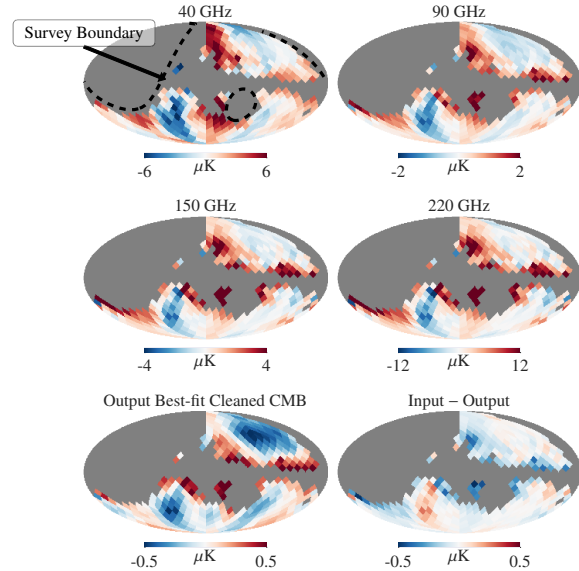 40 GHz
90 GHz
Survey Boundary
-6 μK 6
-2 μK 2
150 GHz
220 GHz
-4 μK 4
-12 μK 12
Output Best-fit Cleaned CMB
Input − Output
-0.5 μK 0.5
-0.5 μK 0.5